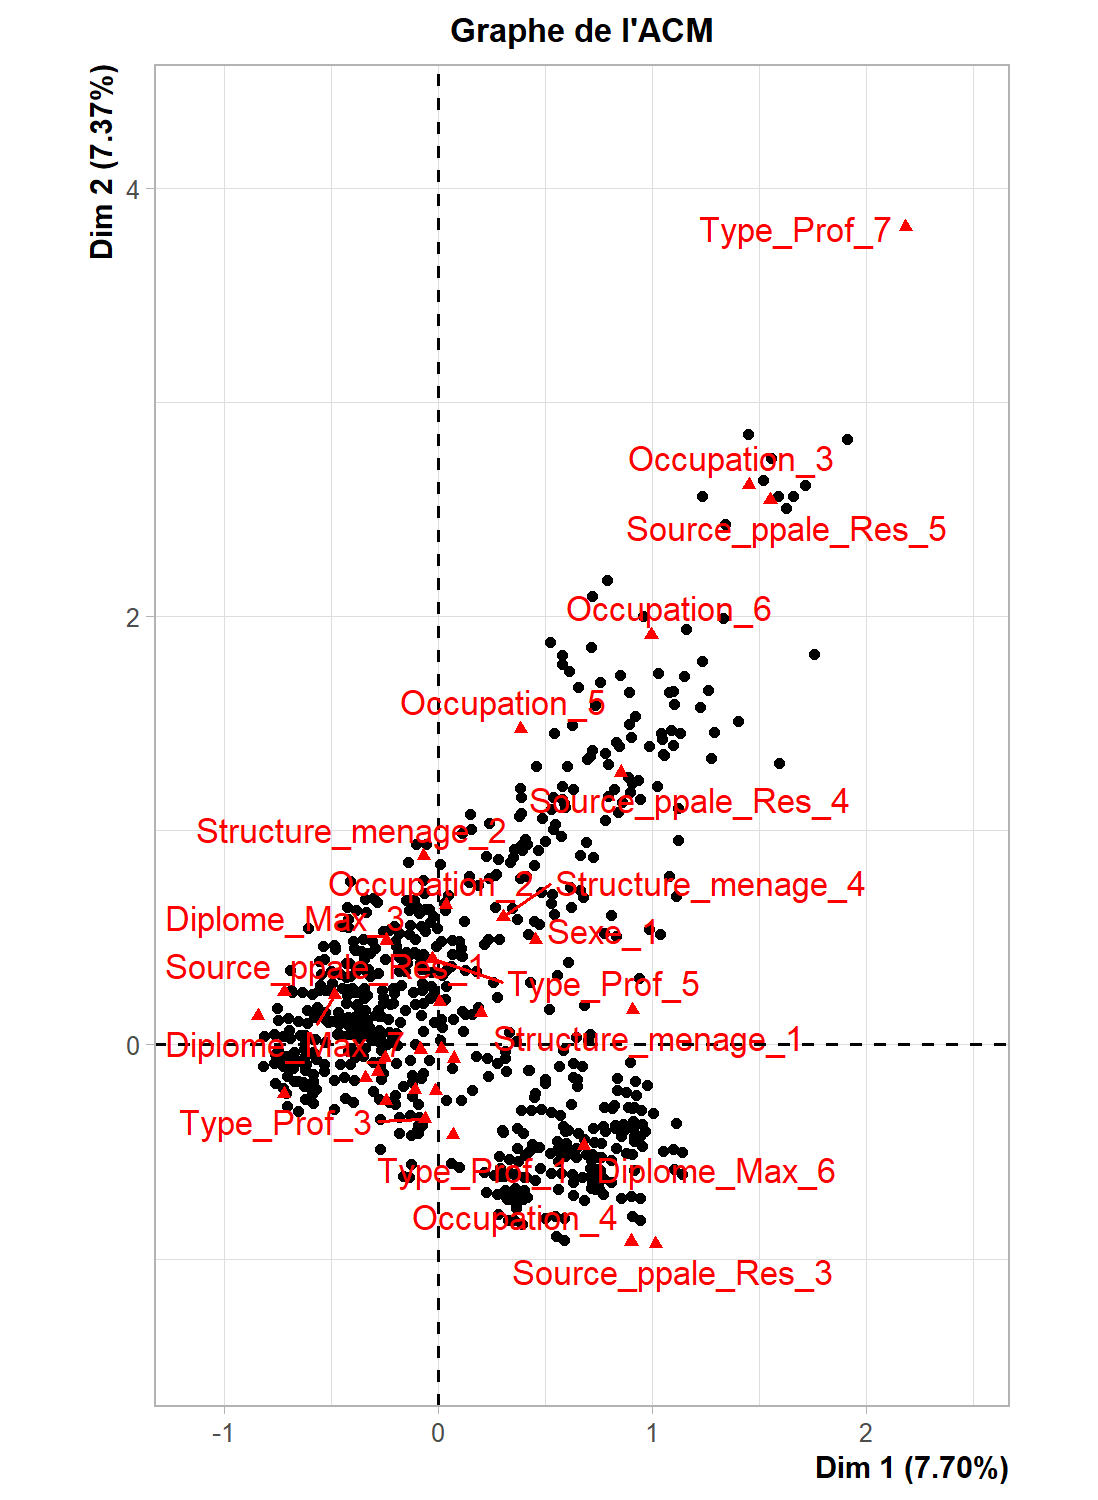 Graphe de l'ACM
Dim 2 (7.37%)
4
Type_Prof_7
Occupation_3
Source_ppale_Res_5
2
Occupation_6
Occupation_5
Source_ppale_Res_4
Structure_menage_2
Occupation_2
Structure_menage_4
Diplome_Max_3
Sexe_1
Source_ppale_Res_1
Type_Prof_5
0
Diplome_Max_7
Structure_menage_1
Type_Prof_3
Type_Prof_1
Diplome_Max_6
Occupation_4
Source_ppale_Res_3
-1
0
1
2
Dim 1 (7.70%)